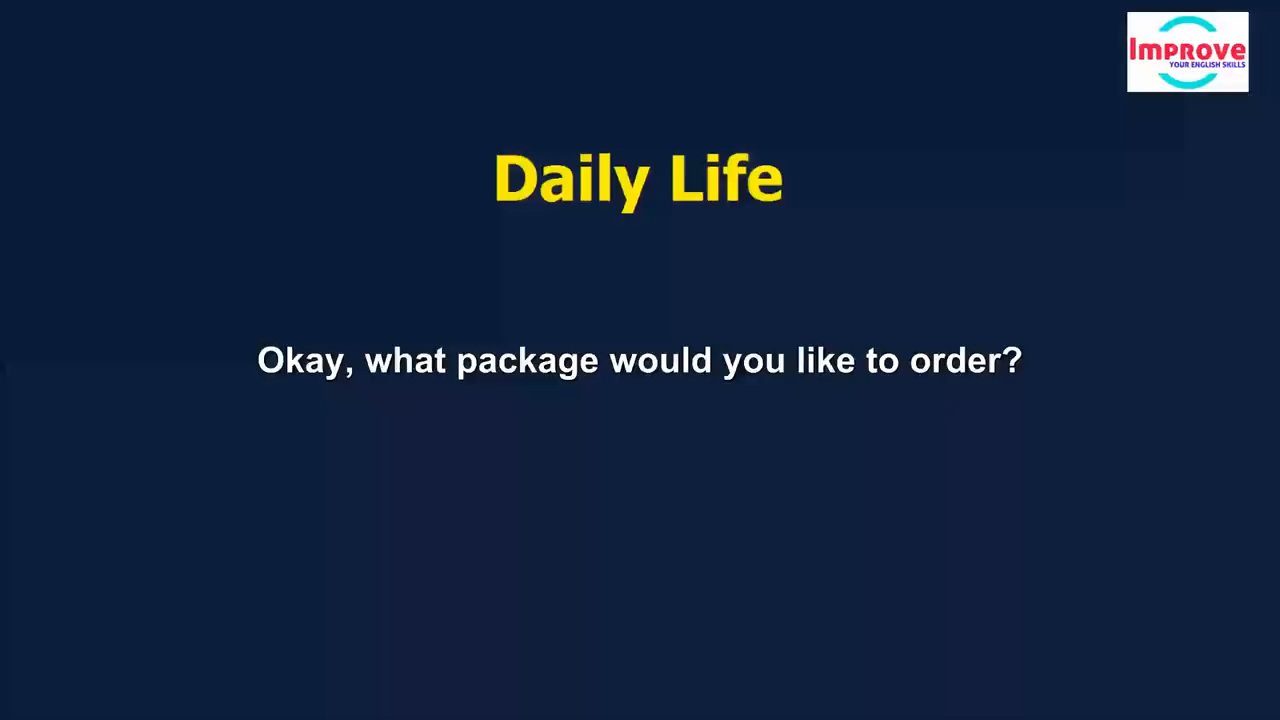 Improve
YOUR ENGLISH SKILLS
Daily Life
Okay, what package would you like to order?